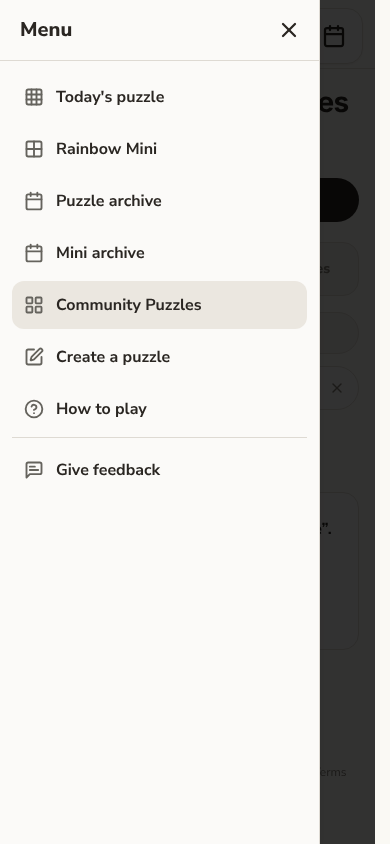 Menu
Today's puzzle
Rainbow Mini
Puzzle archive
Mini archive
Community Puzzles
Create a puzzle
How to play
Give feedback